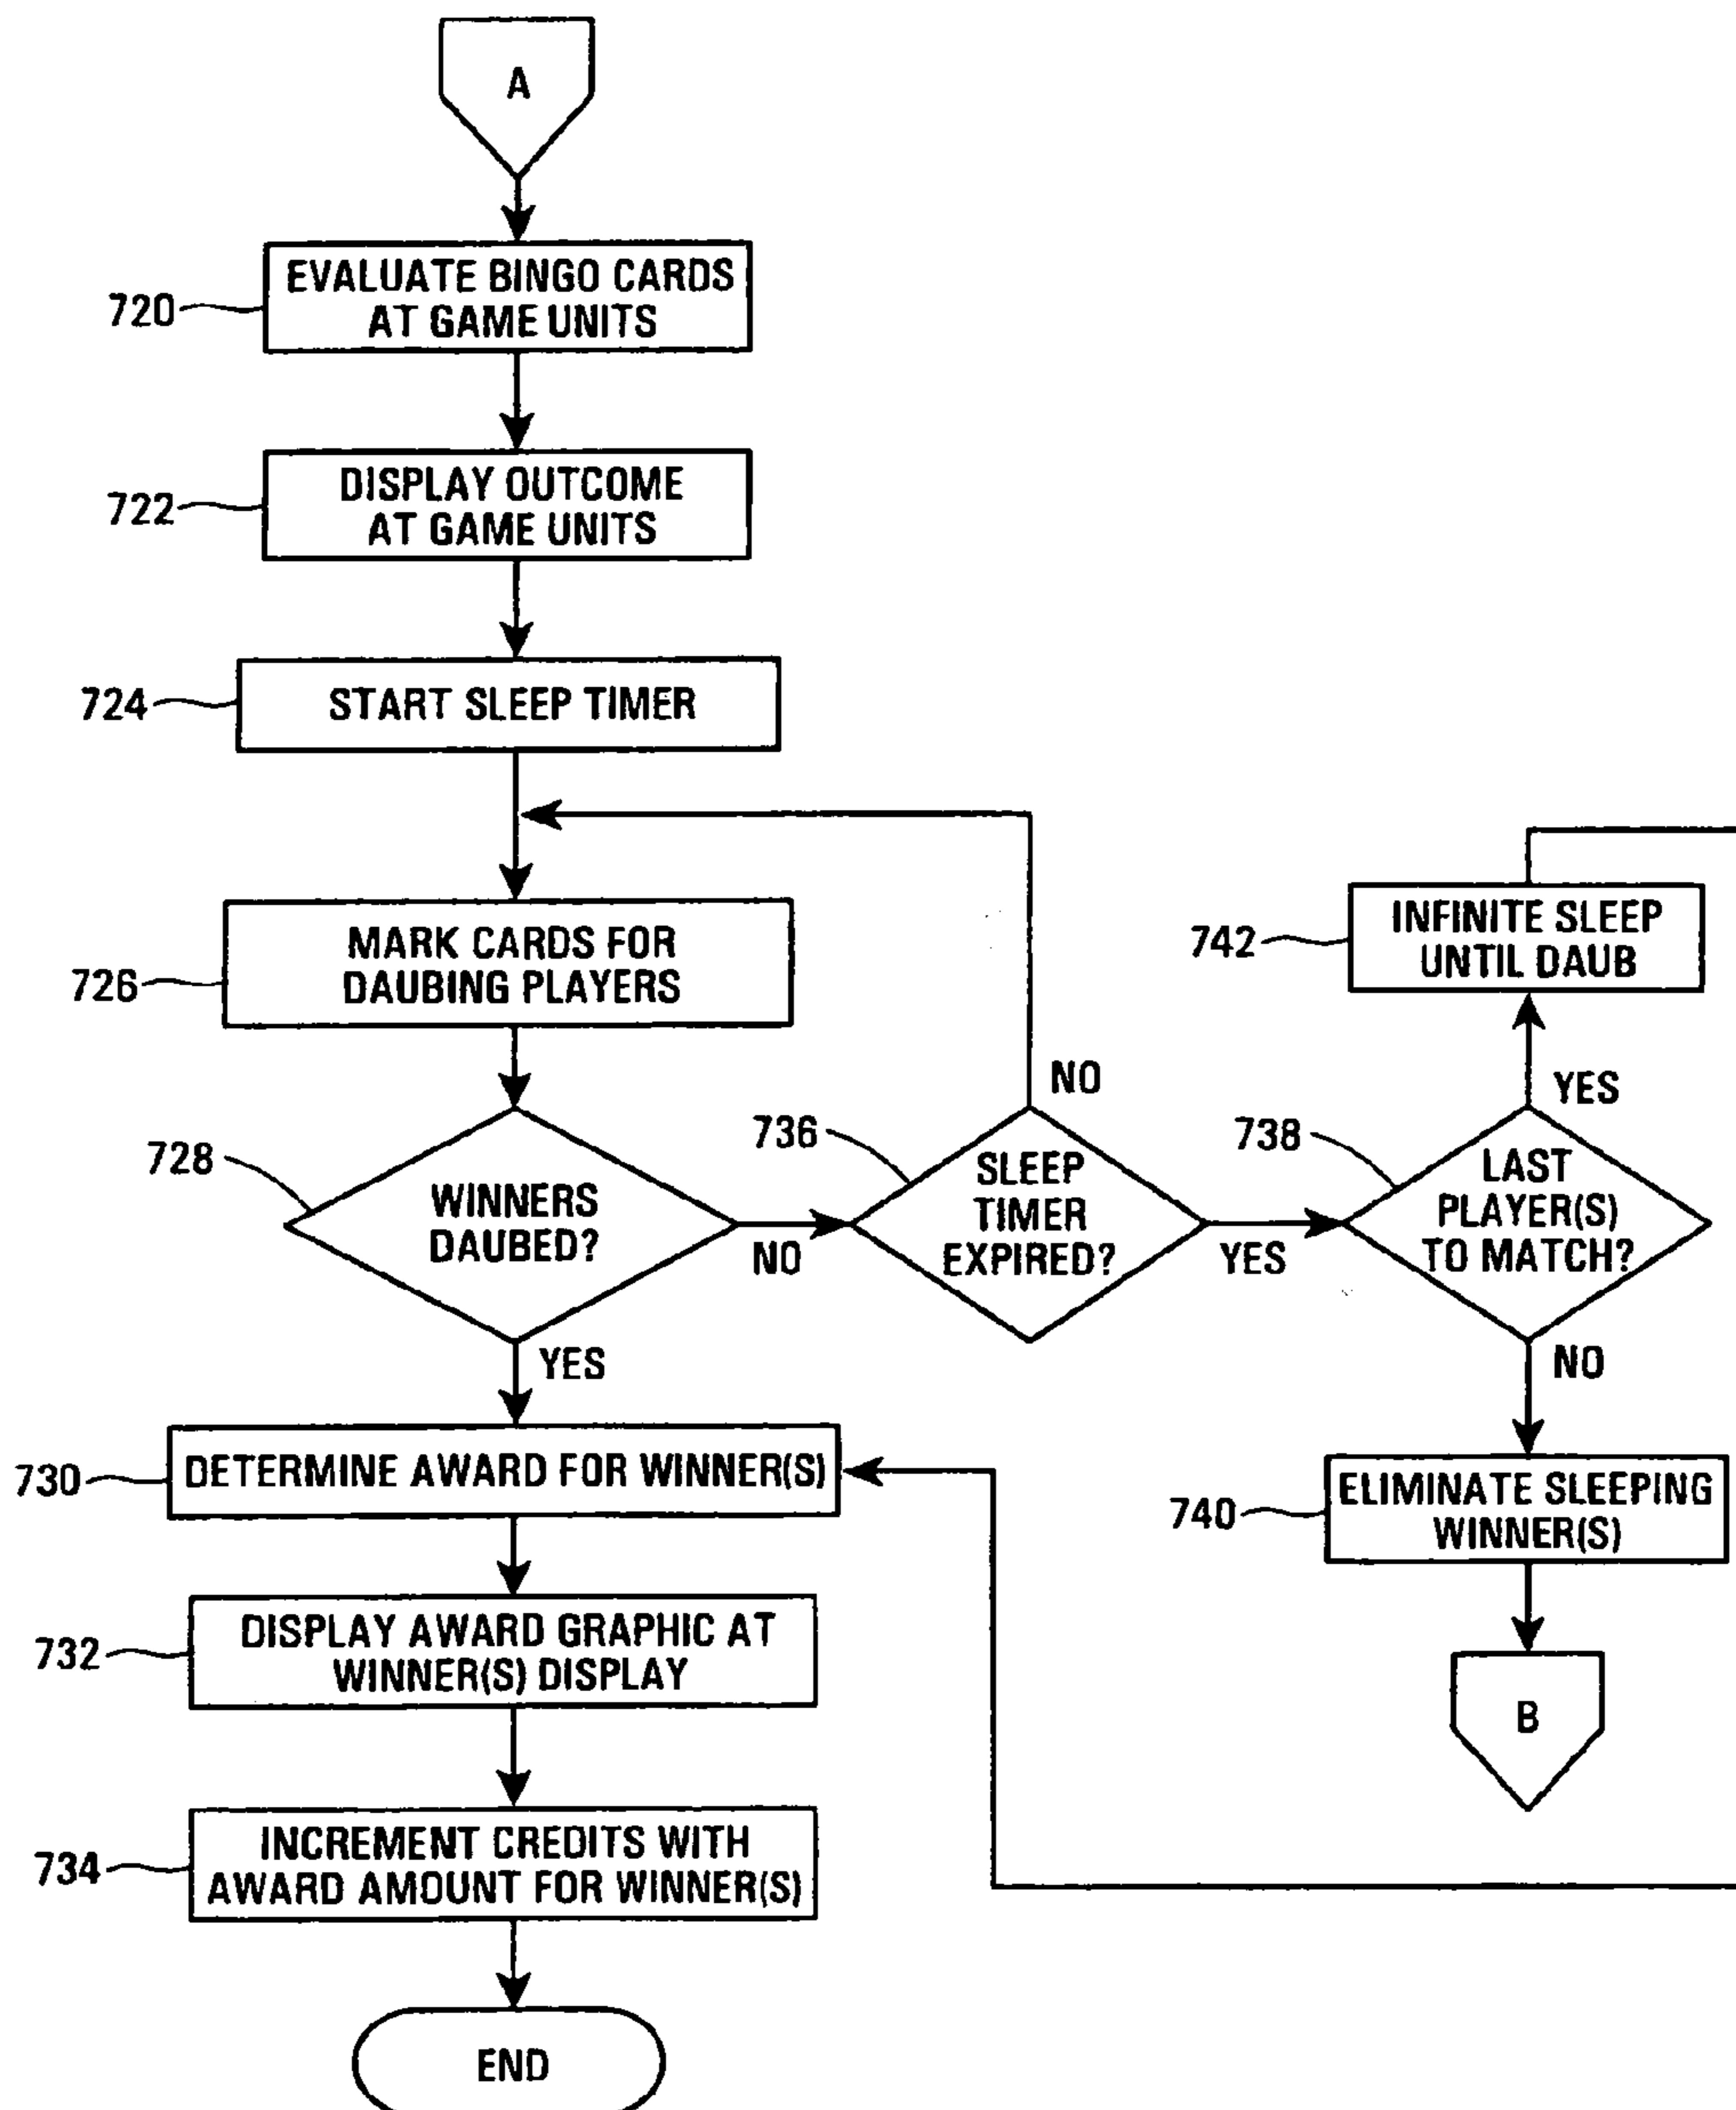 A
720
EVALUATE BINGO CARDS
AT GAME UNITS
722
DISPLAY OUTCOME
AT GAME UNITS
724
START SLEEP TIMER
726
MARK CARDS FOR
DAUBING PLAYERS
742
INFINITE SLEEP
UNTIL DAUB
728
WINNERS
DAUBED?
NO
YES
736
SLEEP
TIMER
EXPIRED?
NO
YES
738
LAST
PLAYER(S)
TO MATCH?
YES
NO
730
DETERMINE AWARD FOR WINNER(S)
740
ELIMINATE SLEEPING
WINNER(S)
732
DISPLAY AWARD GRAPHIC AT
WINNER(S) DISPLAY
B
734
INCREMENT CREDITS WITH
AWARD AMOUNT FOR WINNER(S)
END